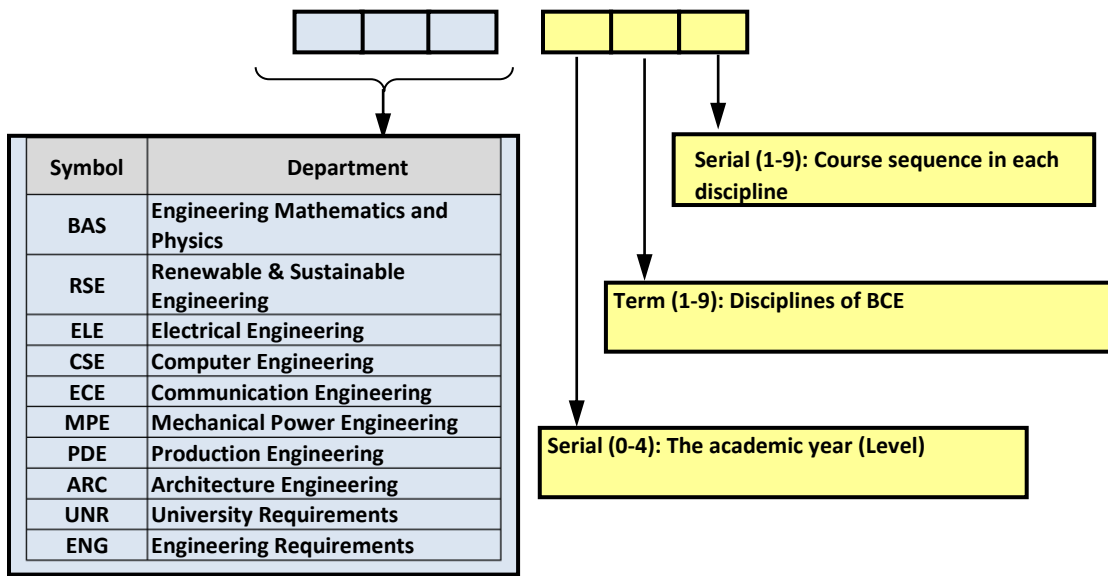 Symbol Department
BAS Engineering Mathematics and
Physics
RSE Renewable & Sustainable
Engineering
ELE Electrical Engineering
CSE Computer Engineering
ECE Communication Engineering
MPE Mechanical Power Engineering
PDE Production Engineering
ARC Architecture Engineering
UNR University Requirements
ENG Engineering Requirements
Serial (1-9): Course sequence in each
discipline
Term (1-9): Disciplines of BCE
Serial (0-4): The academic year (Level)